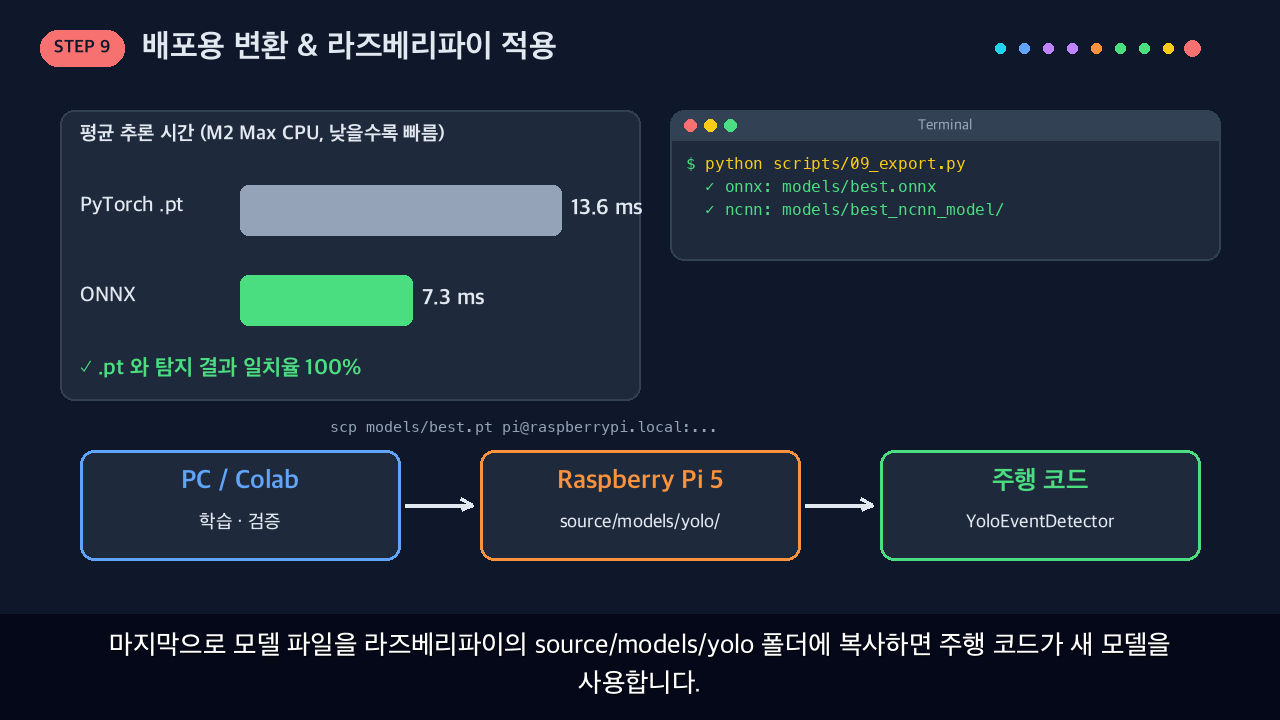 STEP 9
배포용 변환 & 라즈베리파이 적용
평균 추론 시간 (M2 Max CPU, 낮을수록 빠름)
PyTorch .pt
13.6 ms
ONNX
7.3 ms
✓ .pt 와 탐지 결과 일치율 100%
Terminal
$ python scripts/09_export.py
✓ onnx: models/best.onnx
✓ ncnn: models/best_ncnn_model/
scp models/best.pt pi@raspberrypi.local:...
PC / Colab
학습 · 검증
Raspberry Pi 5
source/models/yolo/
주행 코드
YoloEventDetector
마지막으로 모델 파일을 라즈베리파이의 source/models/yolo 폴더에 복사하면 주행 코드가 새 모델을
사용합니다.